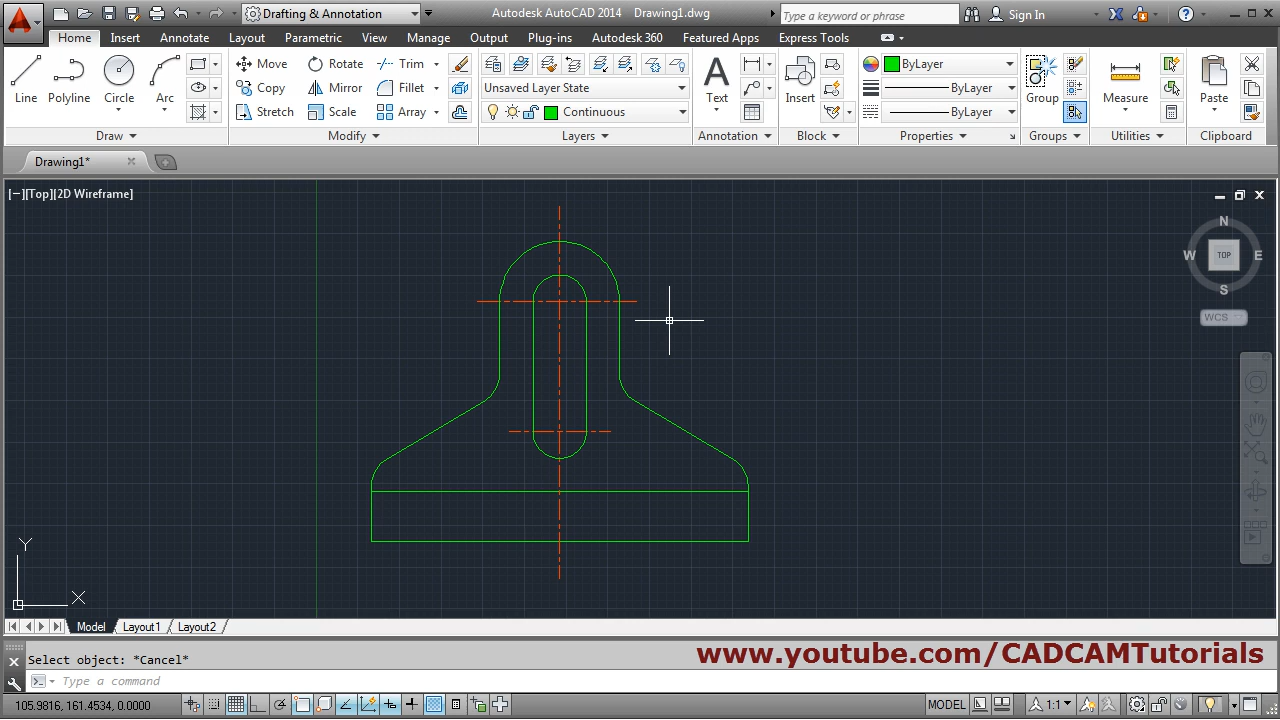 Drafting & Annotation
Autodesk AutoCAD 2014 Drawing1.dwg
Type a keyword or phrase
Sign In
Home Insert Annotate Layout Parametric View Manage Output Plug-ins Autodesk 360 Featured Apps Express Tools
Line Polyline Circle Arc
Draw
Move Rotate Trim
Copy Mirror Fillet
Stretch Scale Array
Modify
Unsaved Layer State
Continuous
Layers
Text
Annotation
Insert
Block
ByLayer
ByLayer
ByLayer
Properties
Group
Groups
Measure
Utilities
Paste
Clipboard
Drawing1*
[−][Top][2D Wireframe]
N
W TOP E
S
WCS
Y
X
Model Layout1 Layout2
Select object: *Cancel*
www.youtube.com/CADCAMTutorials
Type a command
105.9816, 161.4534, 0.0000
MODEL
1:1